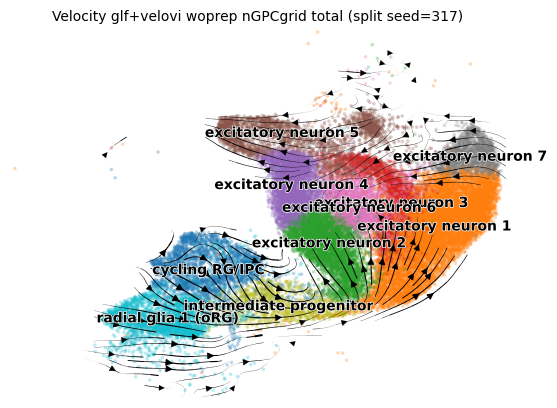 Velocity glf+velovi woprep nGPCgrid total (split seed=317)
excitatory neuron 5
excitatory neuron 7
excitatory neuron 4
excitatory neuron 3
excitatory neuron 6
excitatory neuron 1
excitatory neuron 2
cycling RG/IPC
intermediate progenitor
radial glia 1 (oRG)